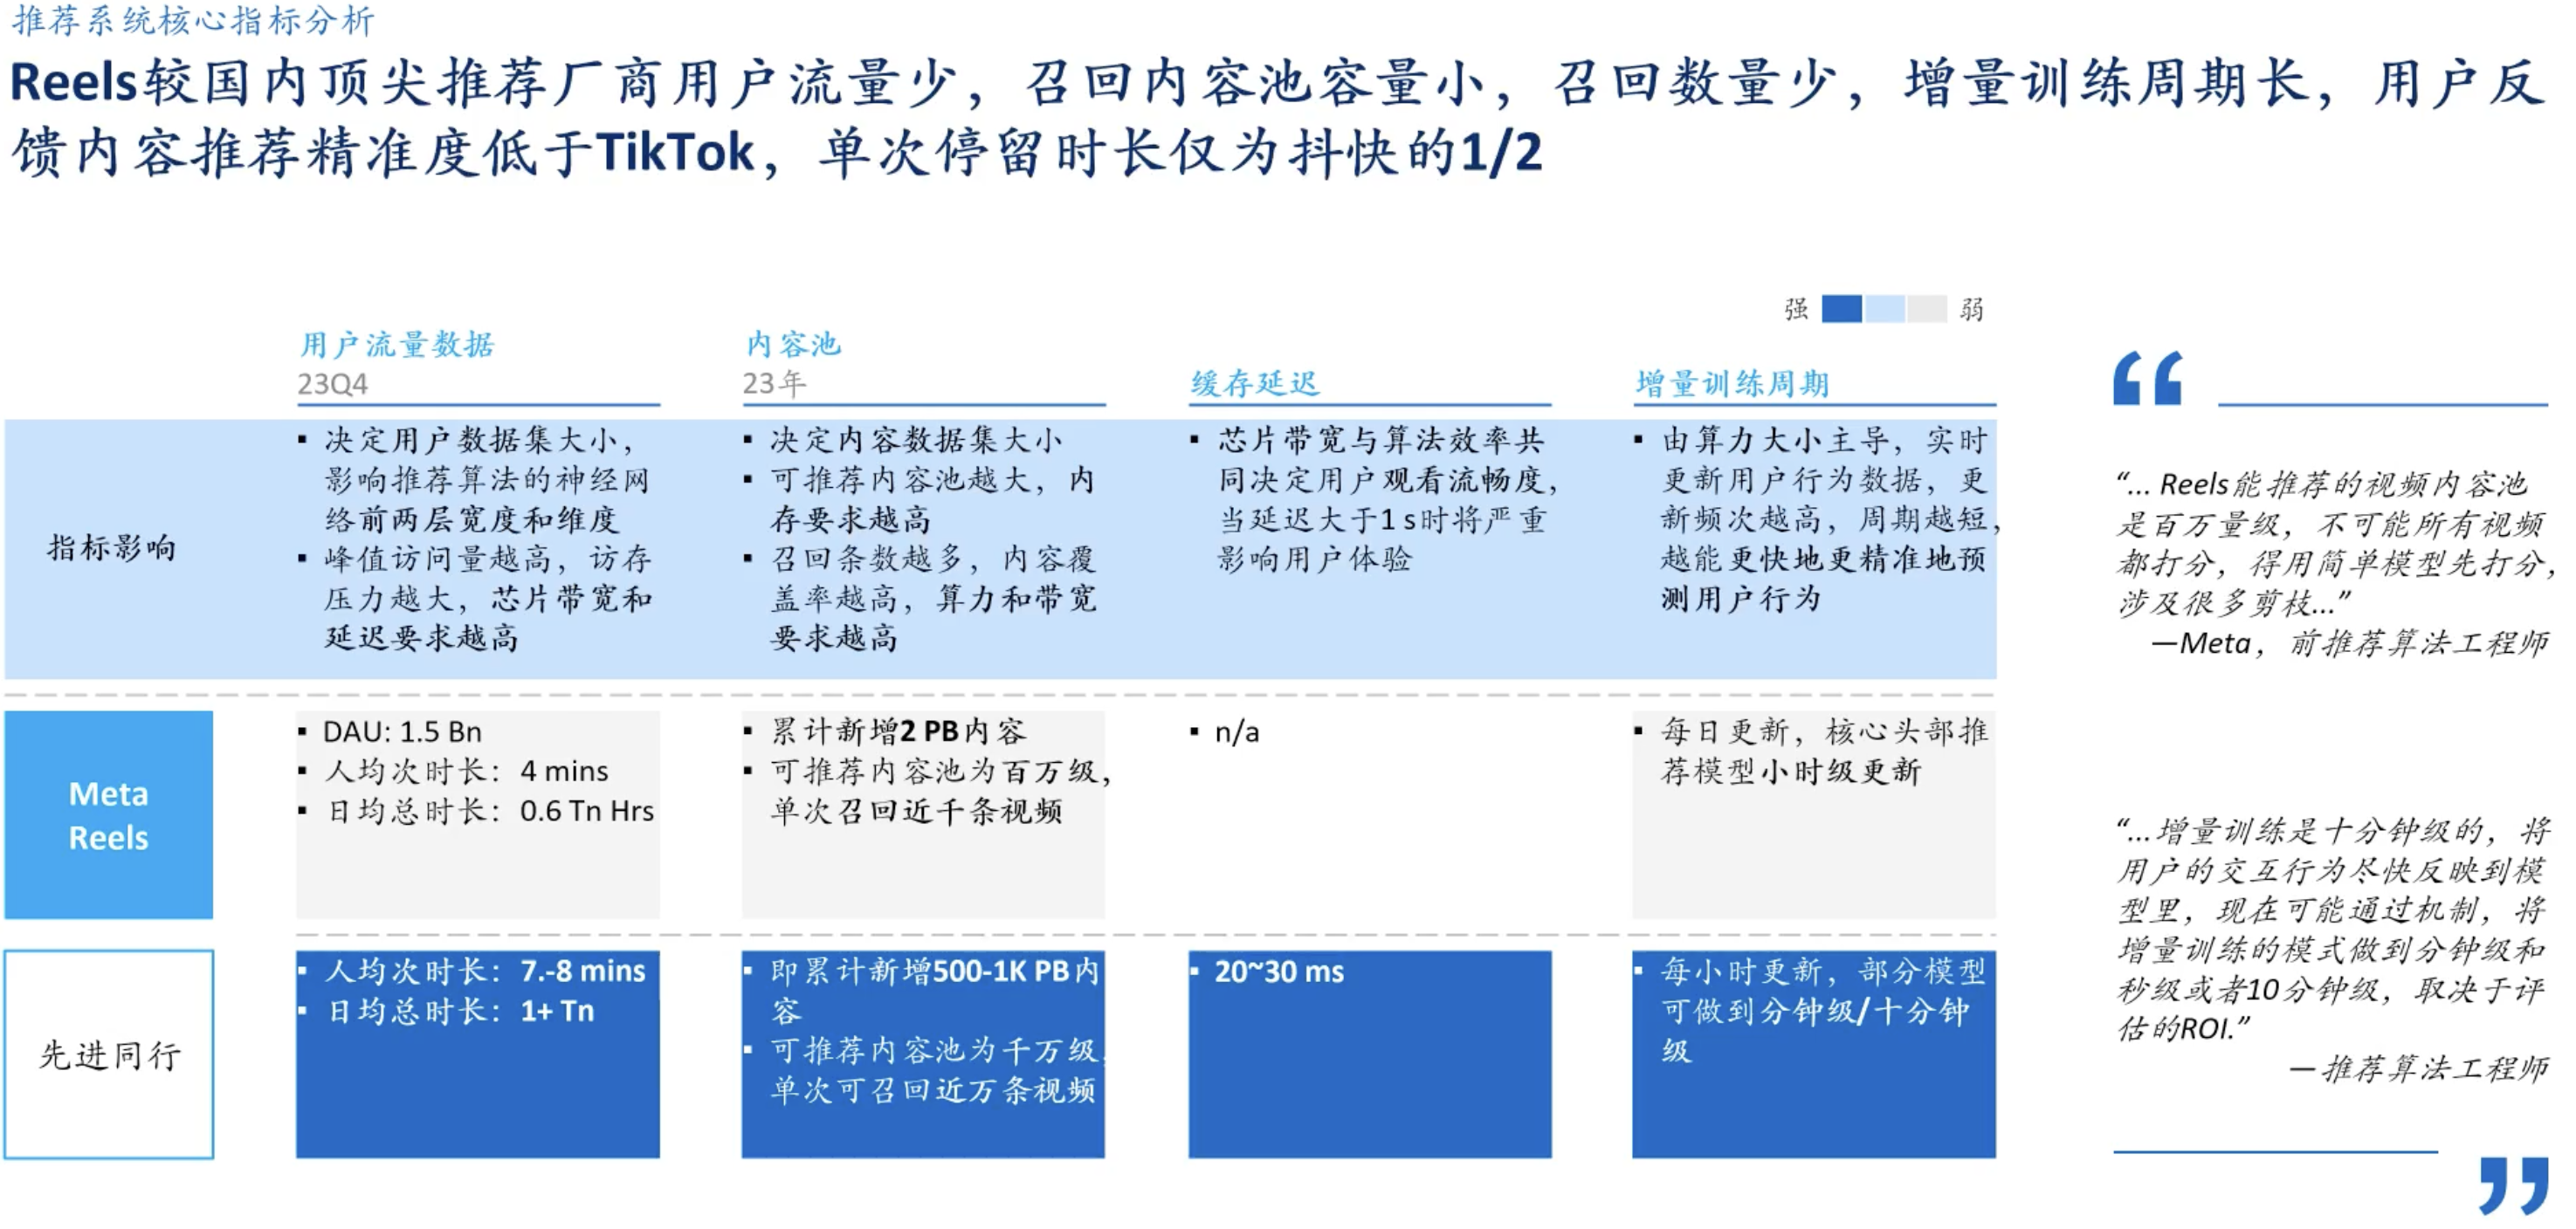 推荐系统核心指标分析
Reels较国内顶尖推荐厂商用户流量少，召回内容池容量小，召回数量少，增量训练周期长，用户反
馈内容推荐精准度低于TikTok，单次停留时长仅为抖快的1/2
强
弱
用户流量数据
23Q4
内容池
23年
缓存延迟
增量训练周期
指标影响
▪ 决定用户数据集大小，
影响推荐算法的神经网
络前两层宽度和维度
▪ 峰值访问量越高，访存
压力越大，芯片带宽和
延迟要求越高
▪ 决定内容数据集大小
▪ 可推荐内容池越大，内
存要求越高
▪ 召回条数越多，内容覆
盖率越高，算力和带宽
要求越高
▪ 芯片带宽与算法效率共
同决定用户观看流畅度，
当延迟大于1 s时将严重
影响用户体验
▪ 由算力大小主导，实时
更新用户行为数据，更
新频次越高，周期越短，
越能更快地更精准地预
测用户行为
Meta
Reels
▪ DAU: 1.5 Bn
▪ 人均次时长：4 mins
▪ 日均总时长：0.6 Tn Hrs
▪ 累计新增2 PB内容
▪ 可推荐内容池为百万级，
单次召回近千条视频
▪ n/a
▪ 每日更新，核心头部推
荐模型小时级更新
先进同行
▪ 人均次时长：7.-8 mins
▪ 日均总时长：1+ Tn
▪ 即累计新增500-1K PB内
容
▪ 可推荐内容池为千万级，
单次可召回近万条视频
▪ 20~30 ms
▪ 每小时更新，部分模型
可做到分钟级/十分钟
级
“
“... Reels能推荐的视频内容池
是百万量级，不可能所有视频
都打分，得用简单模型先打分，
涉及很多剪枝...”
—Meta，前推荐算法工程师
“...增量训练是十分钟级的，将
用户的交互行为尽快反映到模
型里，现在可能通过机制，将
增量训练的模式做到分钟级和
秒级或者10分钟级，取决于评
估的ROI.”
—推荐算法工程师
”